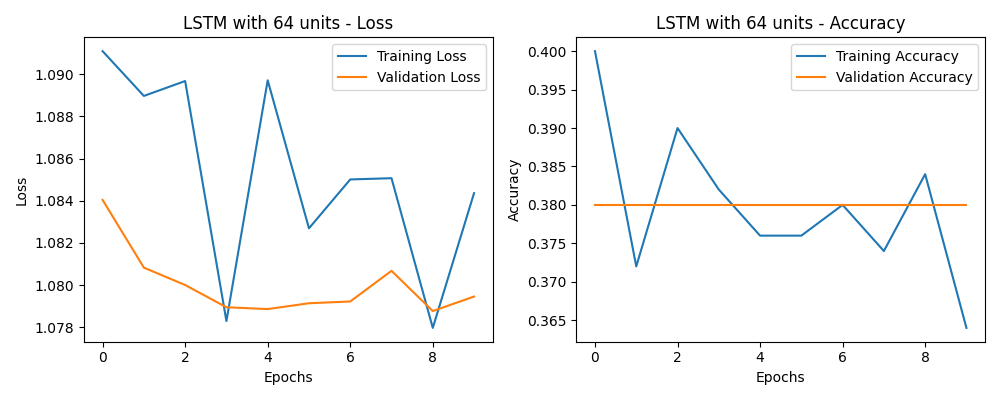 LSTM with 64 units - Loss
Training Loss
Validation Loss
1.090
1.088
1.086
1.084
1.082
1.080
1.078
Loss
0 2 4 6 8
Epochs
LSTM with 64 units - Accuracy
Training Accuracy
Validation Accuracy
0.400
0.395
0.390
0.385
0.380
0.375
0.370
0.365
Accuracy
0 2 4 6 8
Epochs